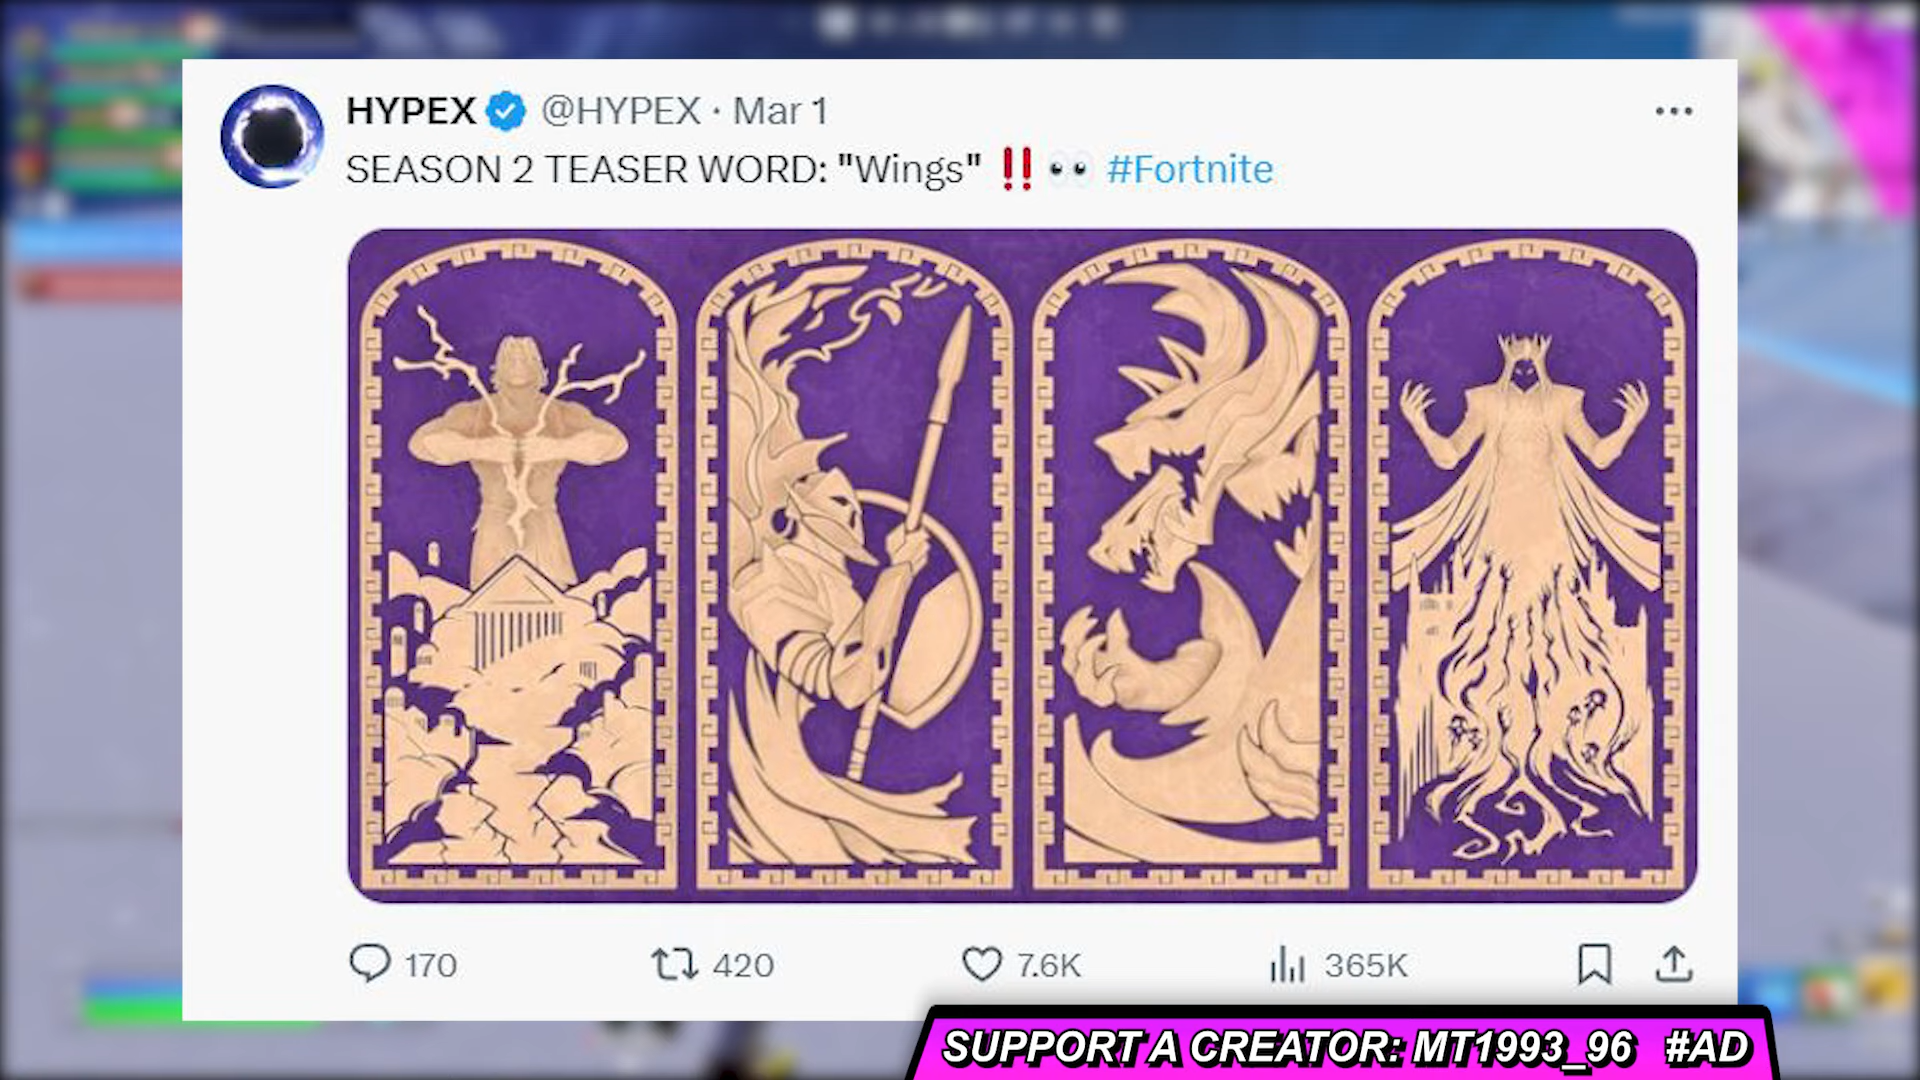 HYPEX @HYPEX · Mar 1
SEASON 2 TEASER WORD: "Wings" ‼️ 👀 #Fortnite
170 420 7.6K 365K
SUPPORT A CREATOR: MT1993_96 #AD